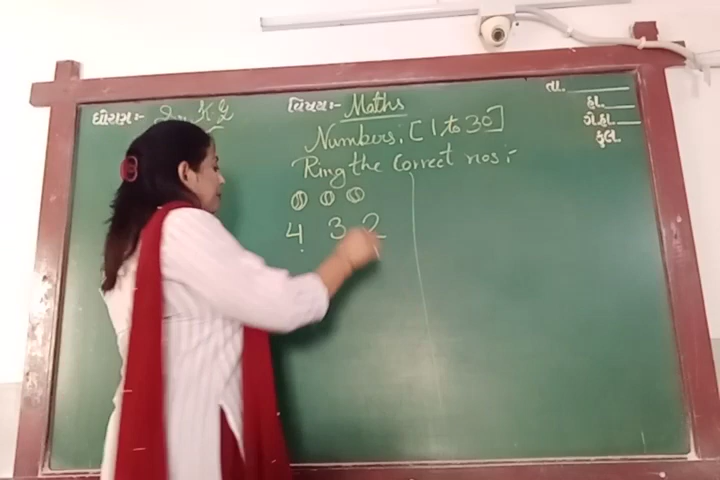 ધોરણ:-
વિષય:- Maths
તા.
હા.
ગે.હા.
કુલ.
Numbers: [1 to 30]
Ring the Correct nos:-
4 3 2